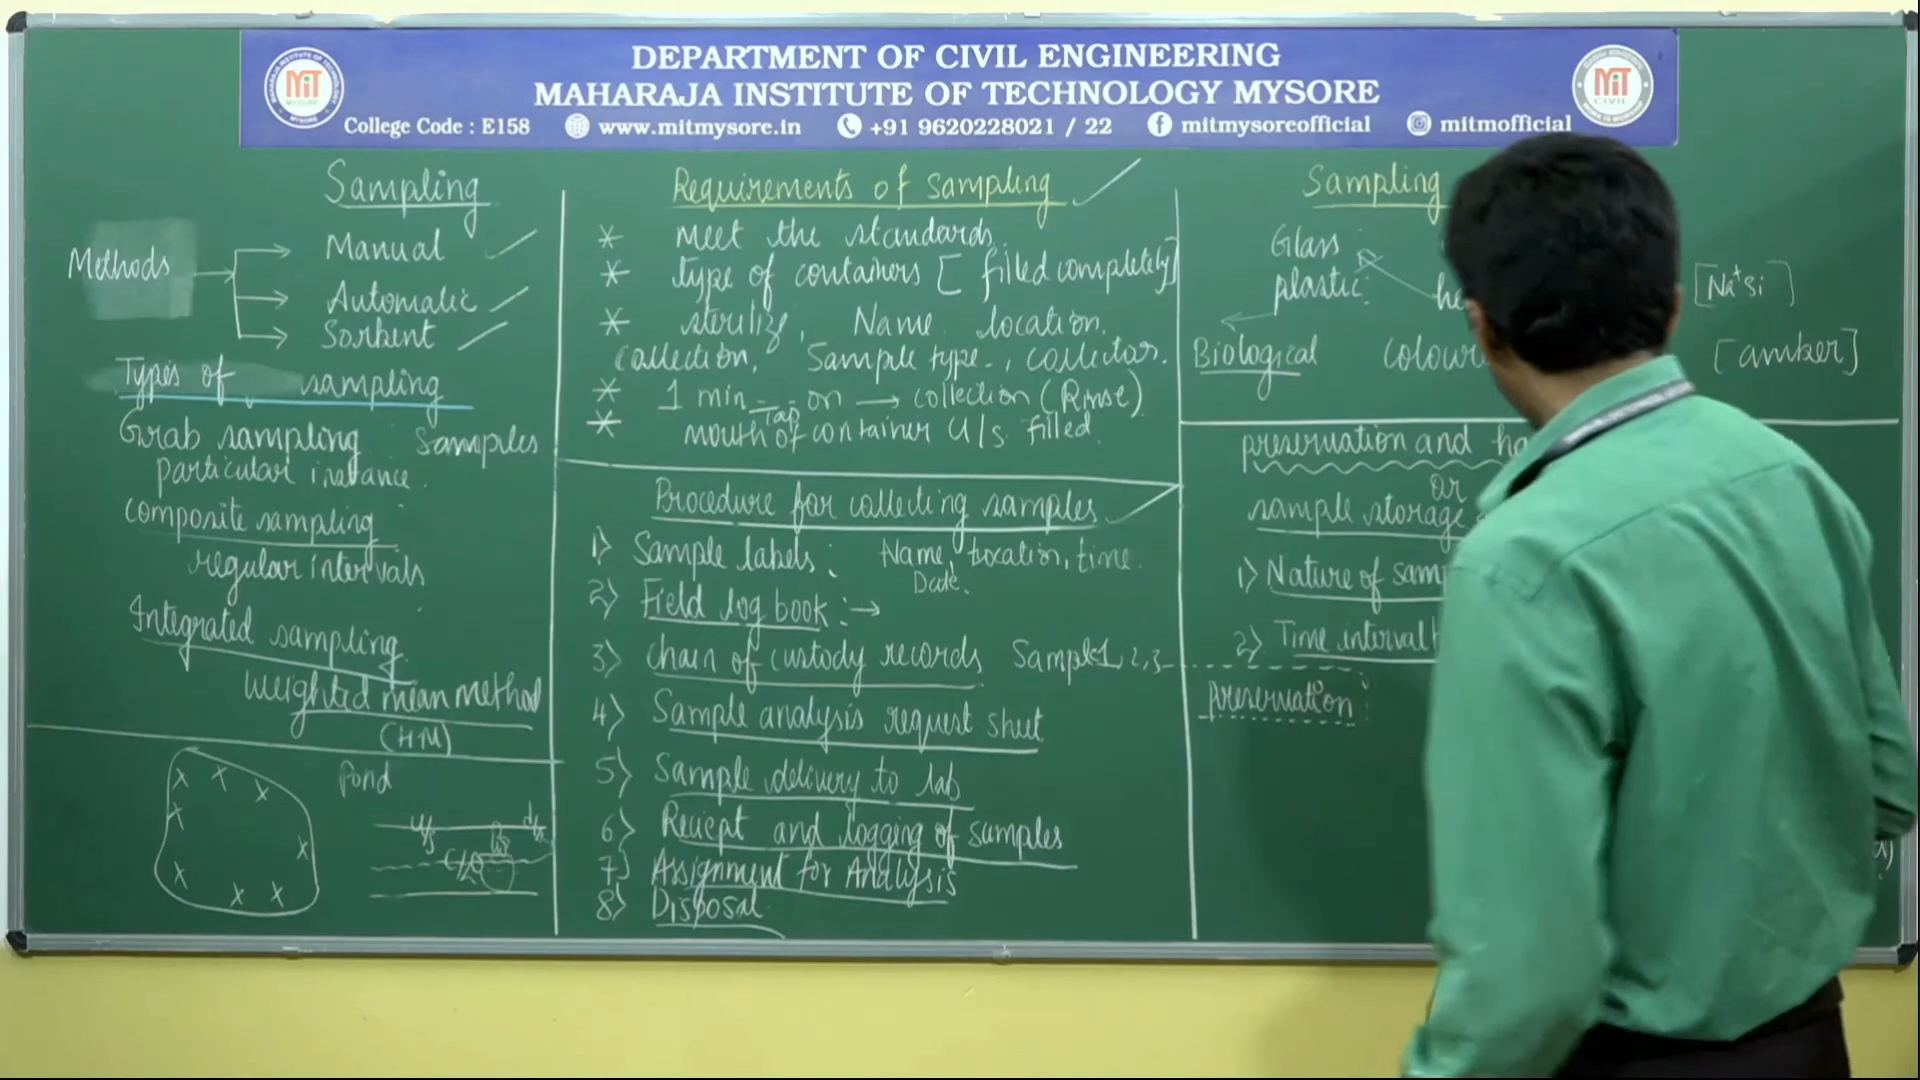 DEPARTMENT OF CIVIL ENGINEERING
MAHARAJA INSTITUTE OF TECHNOLOGY MYSORE
College Code : E158 www.mitmysore.in +91 9620228021 / 22 mitmysoreofficial mitmofficial
MIT
MYSORE
MIT
CIVIL
Sampling
Methods
Manual
Automatic
Sorbent
Types of sampling
Grab sampling Samples
particular instance.
composite sampling
regular intervals
Integrated sampling
weighted mean method
(HM)
Pond
U/s d/s
Requirements of sampling
* meet the standards
* type of containers [ filled completely]
* sterilize, Name location.
collection, Sample type, collector.
* 1 min Tap on → collection (Rinse)
* mouth of container U/s filled.
Procedure for collecting samples
1) Sample labels : Name, Location, time.
Date.
2) Field log book :→
3) chain of custody records Sample 1, 2, 3
4) Sample analysis request sheet
5) Sample delivery to lab
6) Reciept and logging of samples
7) Assignment for Analysis
8) Disposal
Sampling
Glass
plastic
[Na+ Si ]
Biological colour [amber]
preservation and
or
sample storage
1) Nature of
2) Time interval
preservation